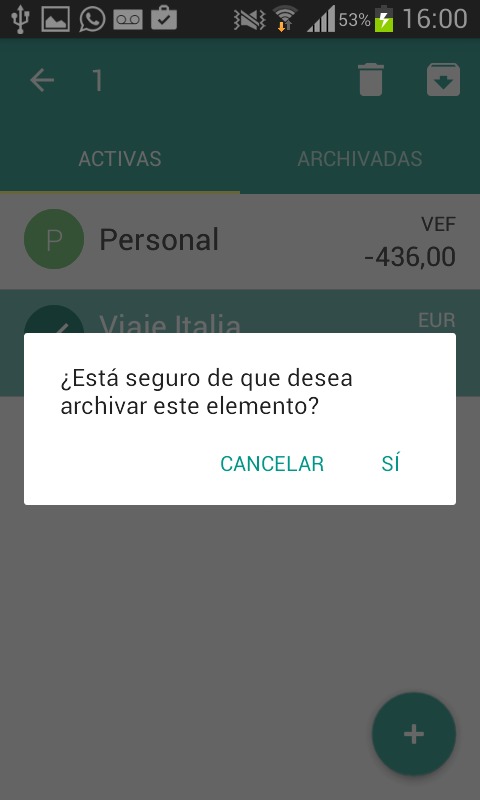 53% 16:00
1
ACTIVAS ARCHIVADAS
P Personal VEF
-436,00
Viaje Italia EUR
¿Está seguro de que desea
archivar este elemento?
CANCELAR SÍ
+